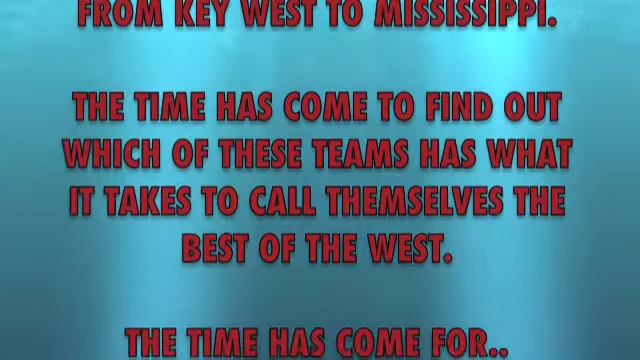 FROM KEY WEST TO MISSISSIPPI.
THE TIME HAS COME TO FIND OUT
WHICH OF THESE TEAMS HAS WHAT
IT TAKES TO CALL THEMSELVES THE
BEST OF THE WEST.
THE TIME HAS COME FOR..